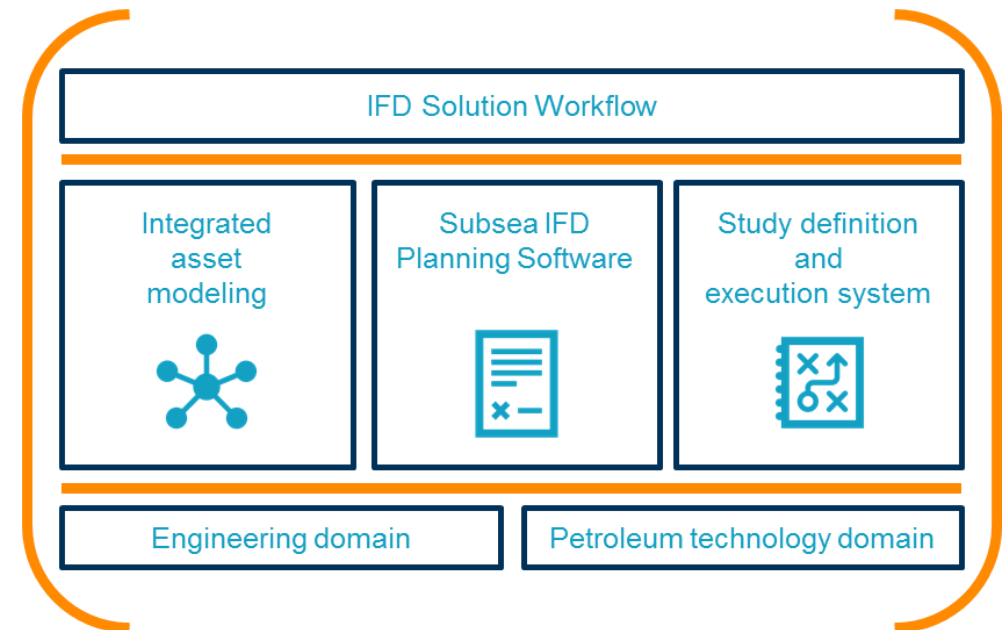 IFD Solution Workflow
Integrated
asset
modeling
Subsea IFD
Planning Software
Study definition
and
execution system
Engineering domain
Petroleum technology domain